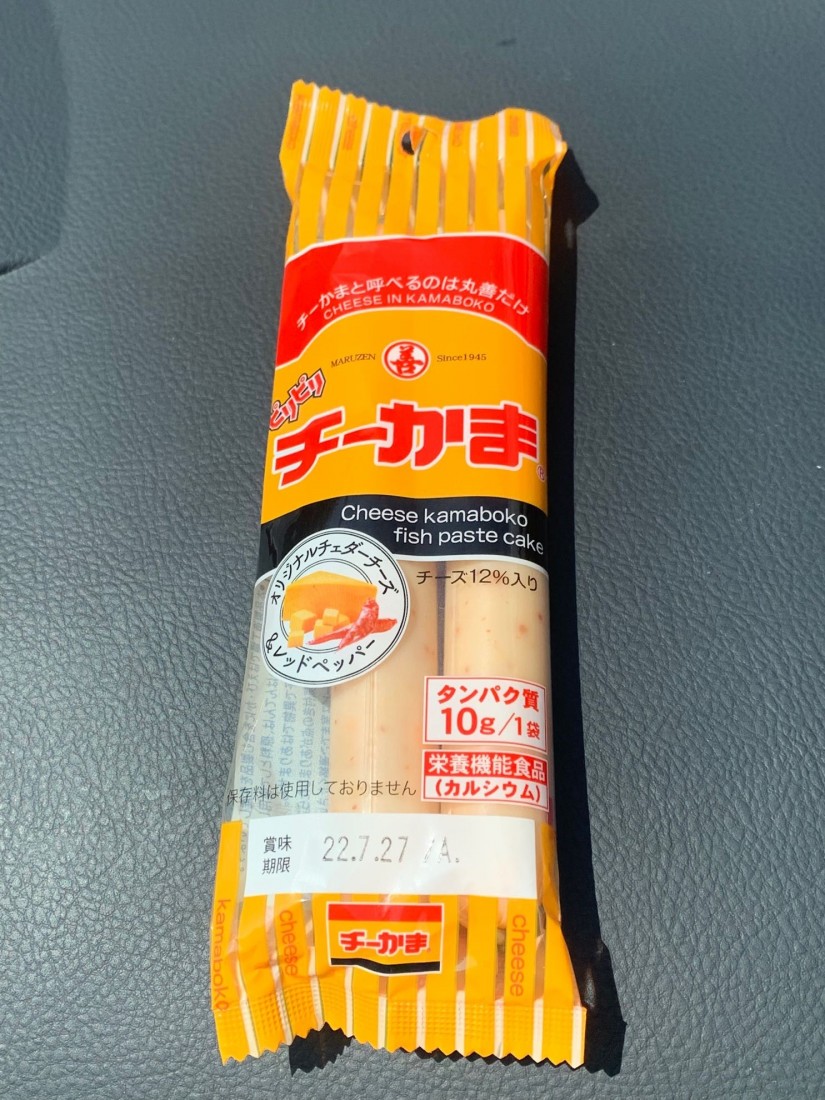 チーかまと呼べるのは丸善だけ
CHEESE IN KAMABOKO
MARUZEN 善 Since1945
ピリピリ
チーかま®
Cheese kamaboko
fish paste cake
オリジナルチェダーチーズ
&レッドペッパー
チーズ12%入り
タンパク質
10g/1袋
栄養機能食品
(カルシウム)
保存料は使用しておりません
賞味
期限
22.7.27 /A.
チーかま
kamaboko
cheese
cheese